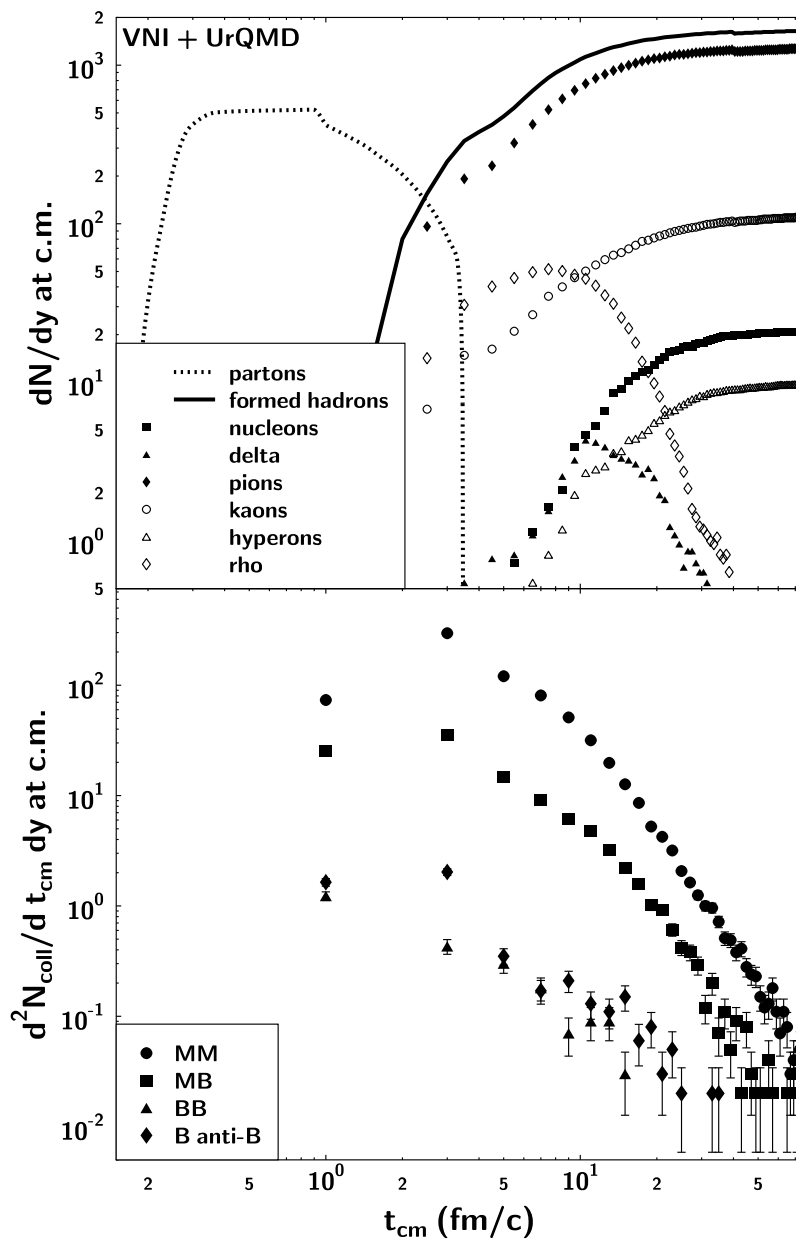 VNI + UrQMD
dN/dy at c.m.
2
10³
5
2
10²
5
2
10¹
5
2
10⁰
5
partons
formed hadrons
nucleons
delta
pions
kaons
hyperons
rho
d²N_coll/d t_cm dy at c.m.
10²
10¹
10⁰
10⁻¹
10⁻²
MM
MB
BB
B anti-B
2 5 10⁰ 2 5 10¹ 2 5
t_cm (fm/c)